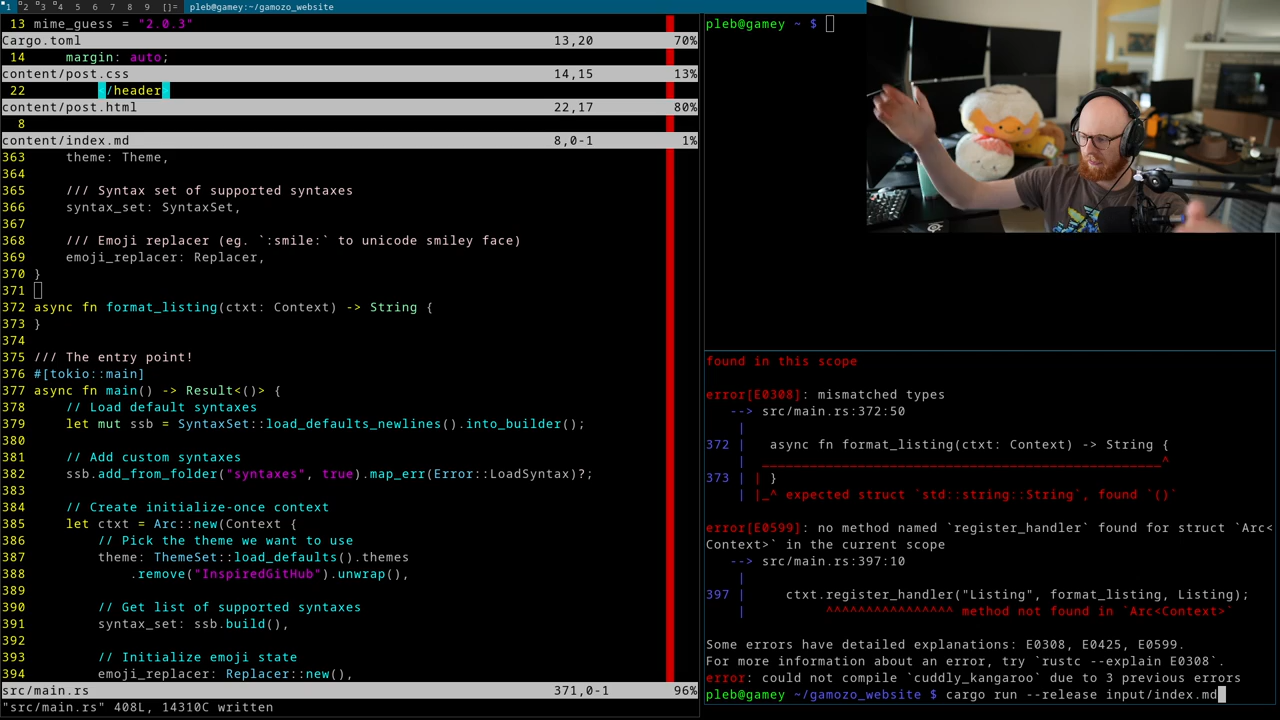 1 2 3 4 5 6 7 8 9 []= pleb@gamey:~/gamozo_website
13 mime_guess = "2.0.3"
Cargo.toml 13,20 70%
14 margin: auto;
content/post.css 14,15 13%
22 </header>
content/post.html 22,17 80%
8
content/index.md 8,0-1 1%
363 theme: Theme,
364
365 /// Syntax set of supported syntaxes
366 syntax_set: SyntaxSet,
367
368 /// Emoji replacer (eg. `:smile:` to unicode smiley face)
369 emoji_replacer: Replacer,
370 }
371
372 async fn format_listing(ctxt: Context) -> String {
373 }
374
375 /// The entry point!
376 #[tokio::main]
377 async fn main() -> Result<()> {
378 // Load default syntaxes
379 let mut ssb = SyntaxSet::load_defaults_newlines().into_builder();
380
381 // Add custom syntaxes
382 ssb.add_from_folder("syntaxes", true).map_err(Error::LoadSyntax)?;
383
384 // Create initialize-once context
385 let ctxt = Arc::new(Context {
386 // Pick the theme we want to use
387 theme: ThemeSet::load_defaults().themes
388 .remove("InspiredGitHub").unwrap(),
389
390 // Get list of supported syntaxes
391 syntax_set: ssb.build(),
392
393 // Initialize emoji state
394 emoji_replacer: Replacer::new(),
src/main.rs 371,0-1 96%
"src/main.rs" 408L, 14310C written
pleb@gamey ~ $
found in this scope
error[E0308]: mismatched types
--> src/main.rs:372:50
|
372 | async fn format_listing(ctxt: Context) -> String {
| __________________________________________________^
373 | | }
| |_^ expected struct `std::string::String`, found `()`
error[E0599]: no method named `register_handler` found for struct `Arc<
Context>` in the current scope
--> src/main.rs:397:10
|
397 | ctxt.register_handler("Listing", format_listing, Listing);
| ^^^^^^^^^^^^^^^^ method not found in `Arc<Context>`
Some errors have detailed explanations: E0308, E0425, E0599.
For more information about an error, try `rustc --explain E0308`.
error: could not compile `cuddly_kangaroo` due to 3 previous errors
pleb@gamey ~/gamozo_website $ cargo run --release input/index.md